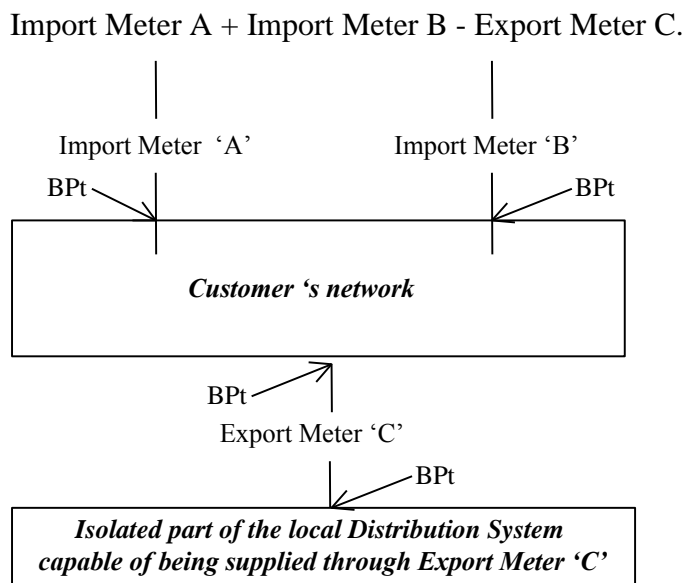 Import Meter A + Import Meter B - Export Meter C.
Import Meter ‘A’
Import Meter ‘B’
BPt
BPt
Customer ‘s network
BPt
Export Meter ‘C’
BPt
Isolated part of the local Distribution System
capable of being supplied through Export Meter ‘C’